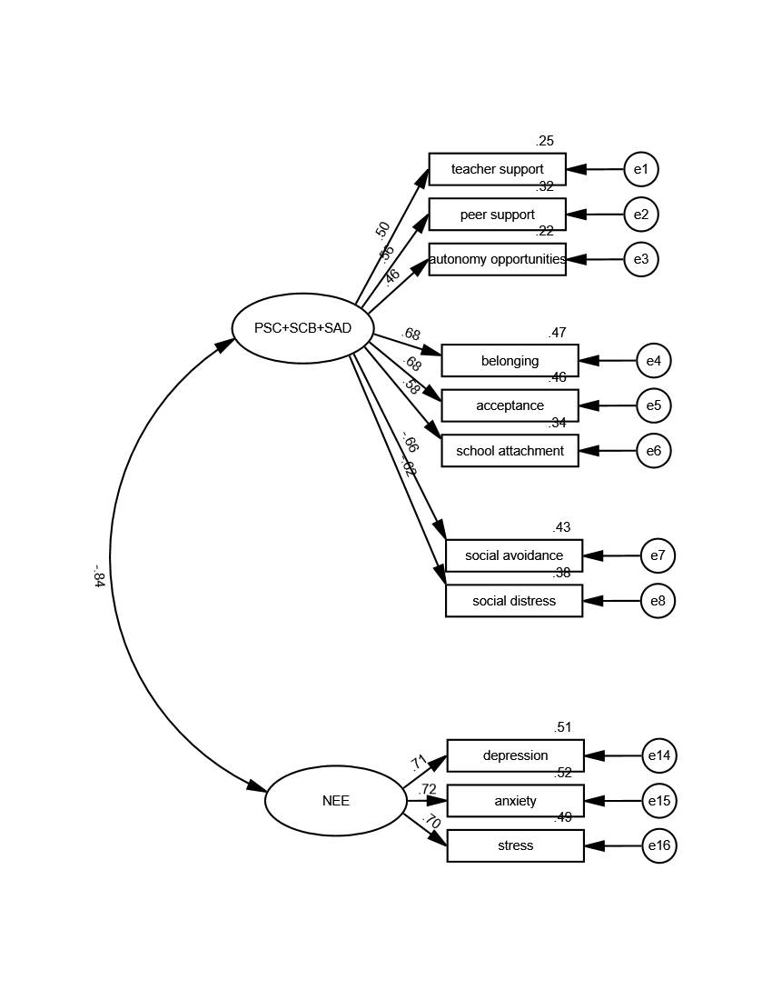 .25
teacher support
e1
.50
.32
peer support
e2
.56
.22
autonomy opportunities
e3
.46
PSC+SCB+SAD
.47
.68
belonging
e4
.46
.68
acceptance
e5
.58
.34
school attachment
e6
-.66
-.62
.43
social avoidance
e7
.38
social distress
e8
-.84
.51
.71
depression
e14
.52
.72
NEE
anxiety
e15
.49
.70
stress
e16